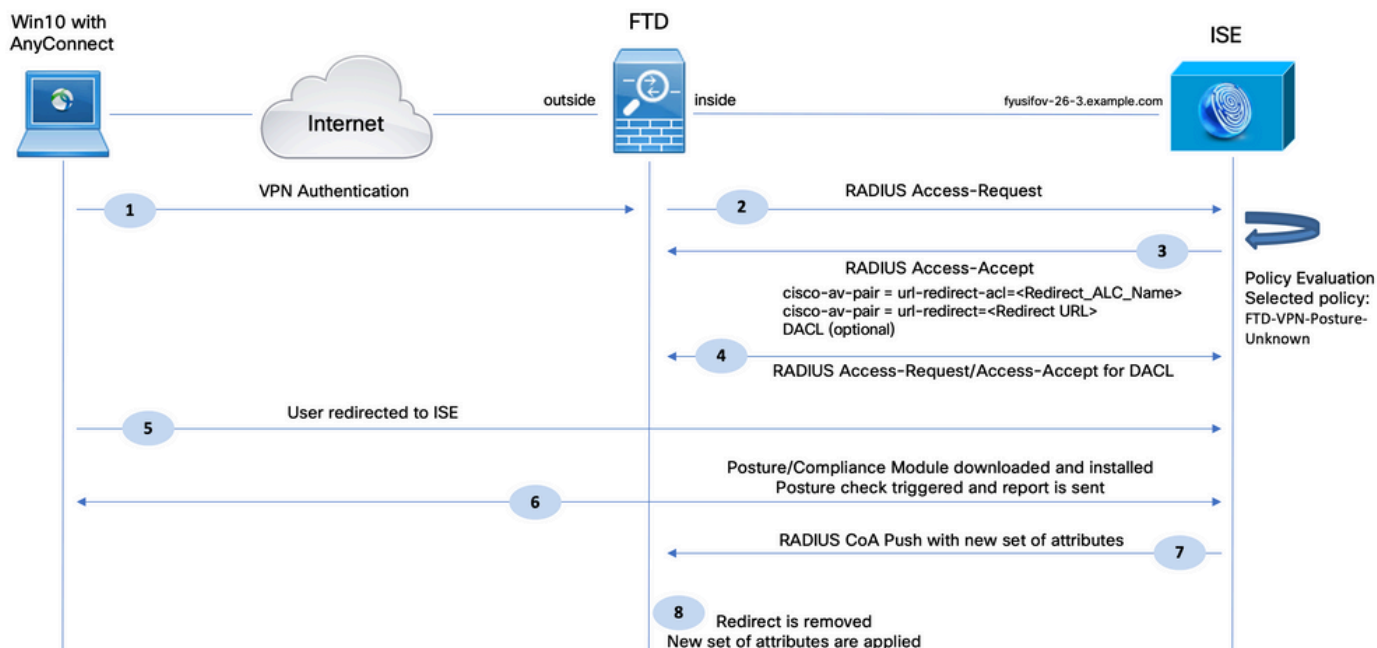 Win10 with
AnyConnect
FTD
ISE
Internet
outside
inside
fyusifov-26-3.example.com
VPN Authentication
1
RADIUS Access-Request
2
3
RADIUS Access-Accept
cisco-av-pair = url-redirect-acl=<Redirect_ALC_Name>
cisco-av-pair = url-redirect=<Redirect URL>
DACL (optional)
Policy Evaluation
Selected policy:
FTD-VPN-Posture-
Unknown
4
RADIUS Access-Request/Access-Accept for DACL
User redirected to ISE
5
Posture/Compliance Module downloaded and installed
Posture check triggered and report is sent
6
RADIUS CoA Push with new set of attributes
7
8
Redirect is removed
New set of attributes are applied